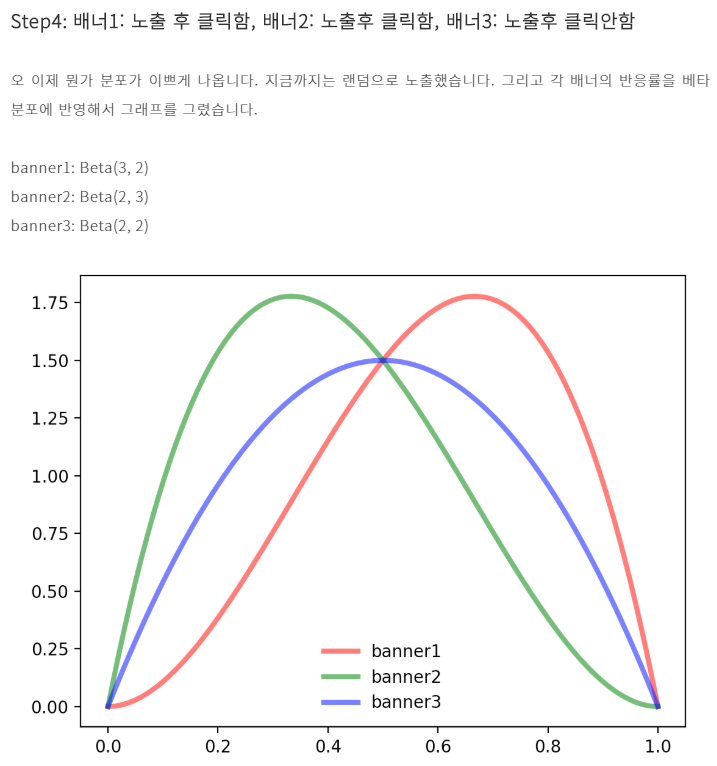 Step4: 배너1: 노출 후 클릭함, 배너2: 노출후 클릭함, 배너3: 노출후 클릭안함
오 이제 뭔가 분포가 이쁘게 나옵니다. 지금까지는 랜덤으로 노출했습니다. 그리고 각 배너의 반응률을 베타
분포에 반영해서 그래프를 그렸습니다.
banner1: Beta(3, 2)
banner2: Beta(2, 3)
banner3: Beta(2, 2)
1.75
1.50
1.25
1.00
0.75
0.50
0.25
0.00
banner1
banner2
banner3
0.0 0.2 0.4 0.6 0.8 1.0